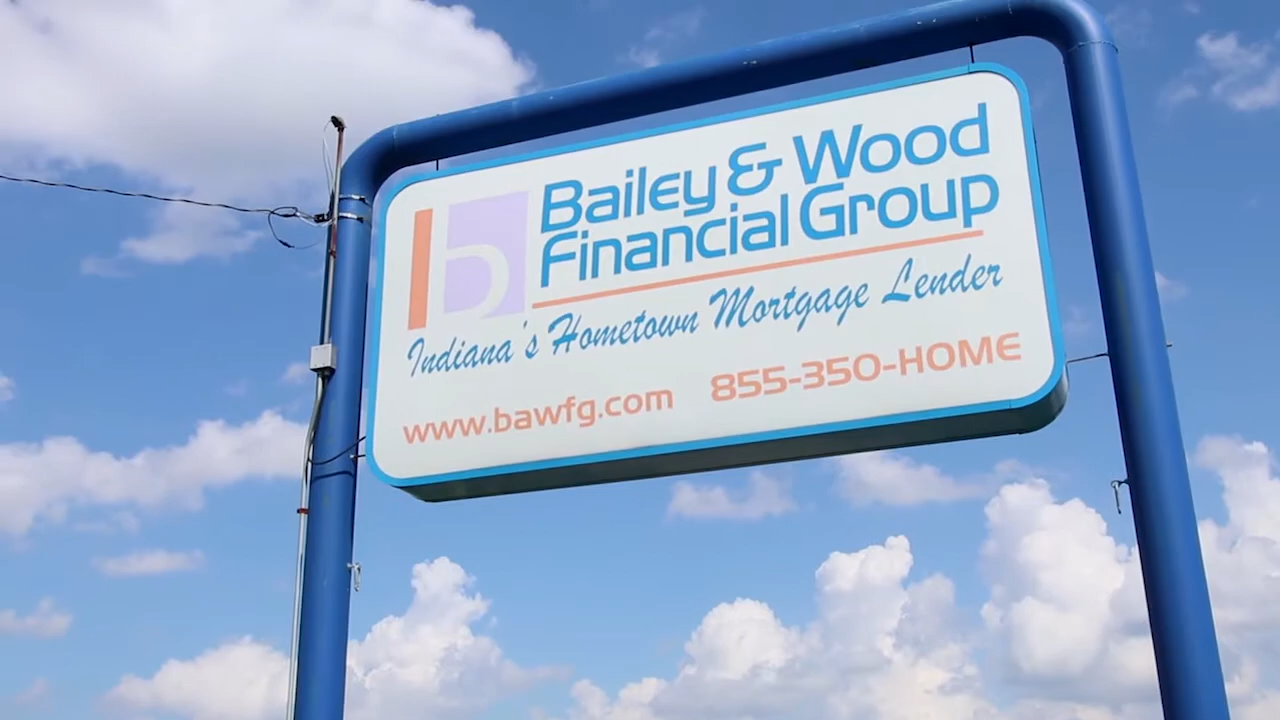 Bailey & Wood
Financial Group
Indiana's Hometown Mortgage Lender
www.bawfg.com 855-350-HOME